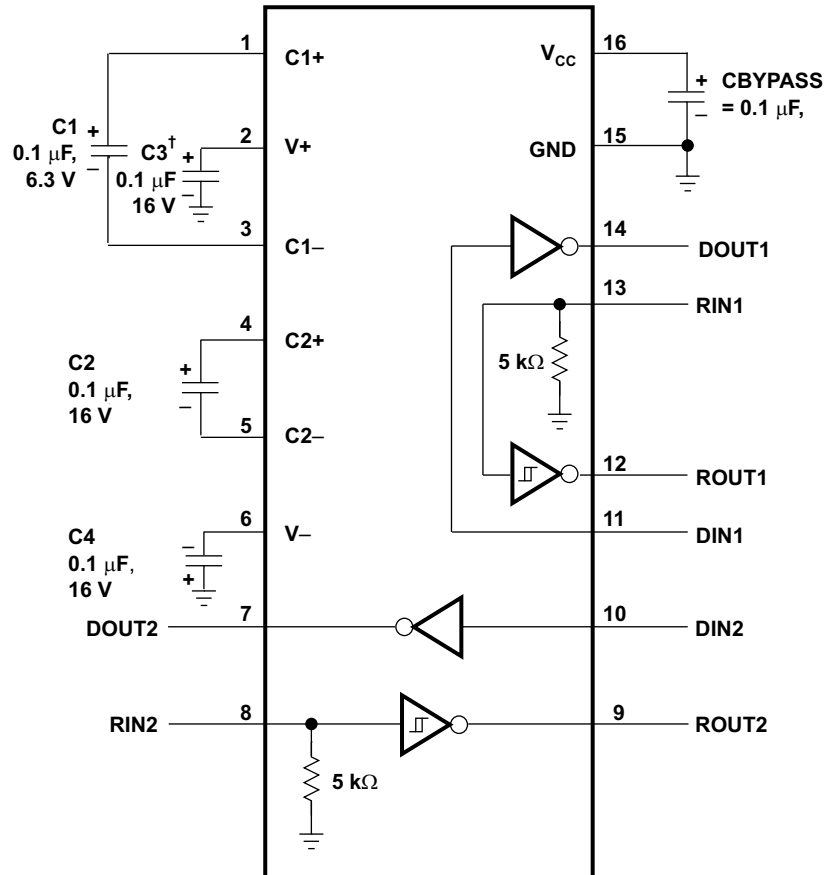 1
C1+
C1
0.1 μF,
6.3 V
+
–
2
V+
C3†
0.1 μF
16 V
+
–
3
C1–
4
C2+
C2
0.1 μF,
16 V
+
–
5
C2–
6
V–
C4
0.1 μF,
16 V
–
+
DOUT2
7
RIN2
8
5 kΩ
VCC
16
+
–
CBYPASS
= 0.1 μF,
GND
15
14
DOUT1
13
RIN1
5 kΩ
12
ROUT1
11
DIN1
10
DIN2
9
ROUT2